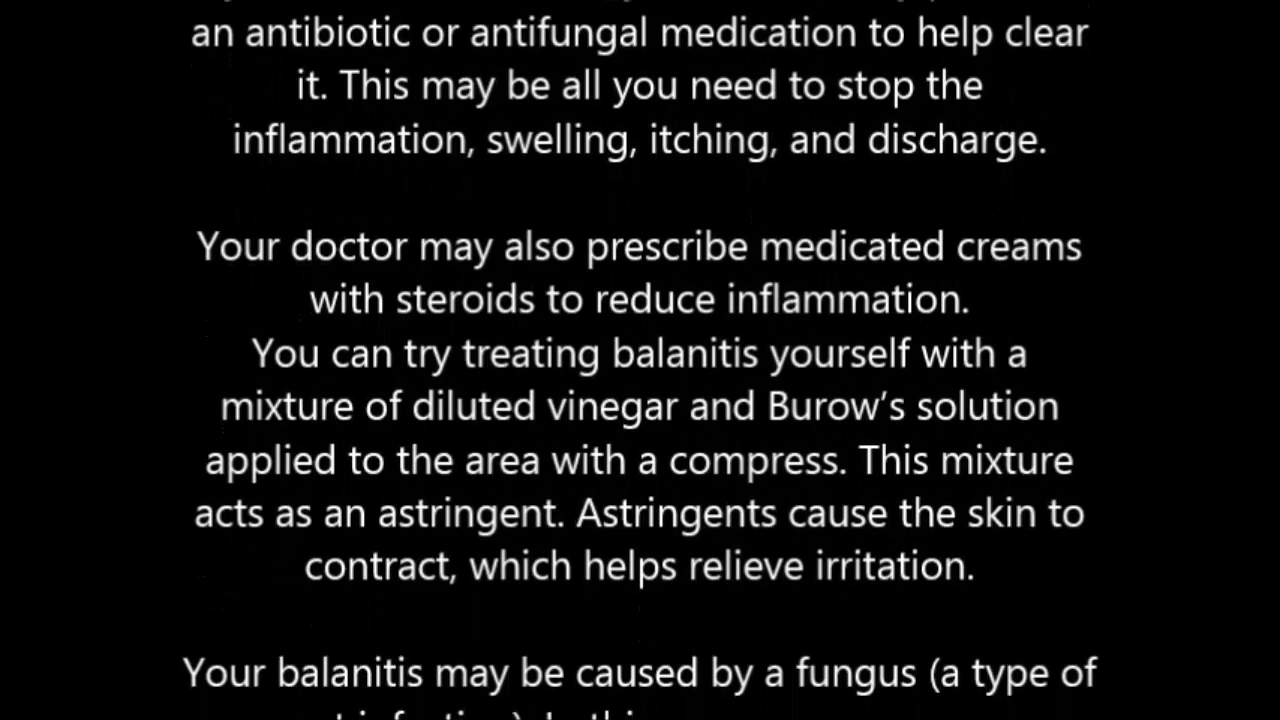 an antibiotic or antifungal medication to help clear
it. This may be all you need to stop the
inflammation, swelling, itching, and discharge.
Your doctor may also prescribe medicated creams
with steroids to reduce inflammation.
You can try treating balanitis yourself with a
mixture of diluted vinegar and Burow’s solution
applied to the area with a compress. This mixture
acts as an astringent. Astringents cause the skin to
contract, which helps relieve irritation.
Your balanitis may be caused by a fungus (a type of